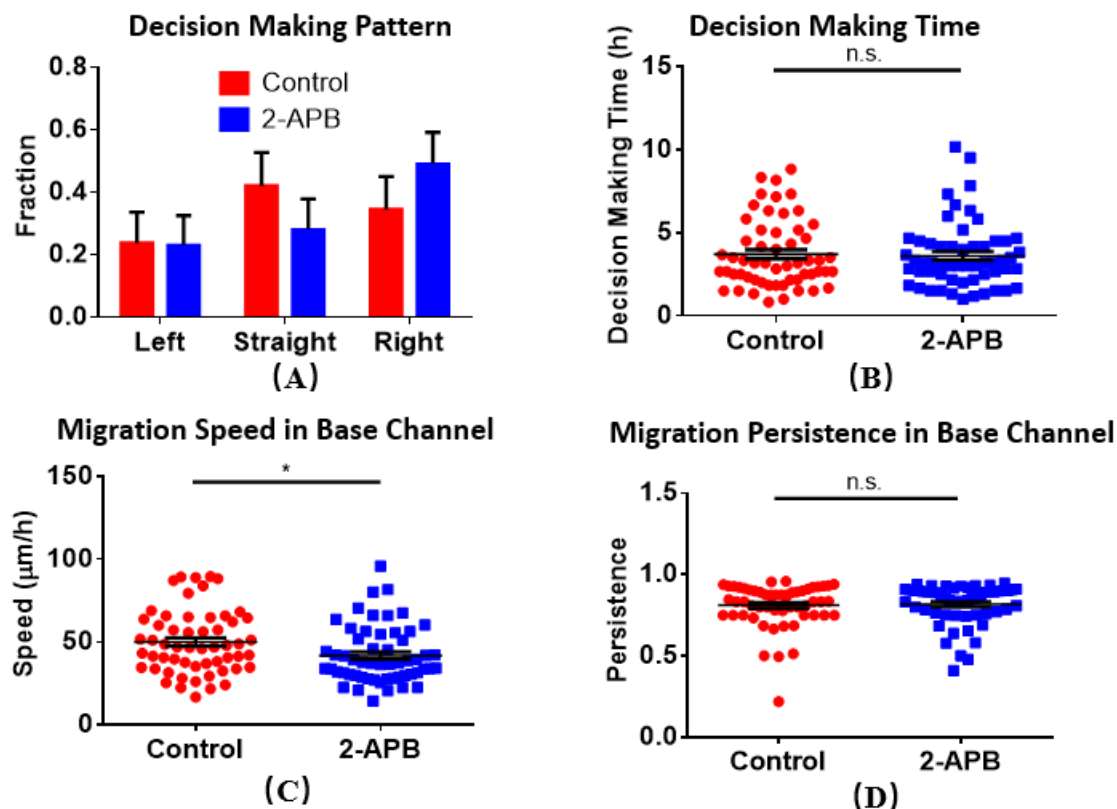 Decision Making Pattern
0.8
0.6
0.4
0.2
0.0
Fraction
Control
2-APB
Left Straight Right
(A)
Decision Making Time
n.s.
15
10
5
0
Decision Making Time (h)
Control 2-APB
(B)
Migration Speed in Base Channel
*
150
100
50
0
Speed (μm/h)
Control 2-APB
(C)
Migration Persistence in Base Channel
n.s.
1.5
1.0
0.5
0.0
Persistence
Control 2-APB
(D)